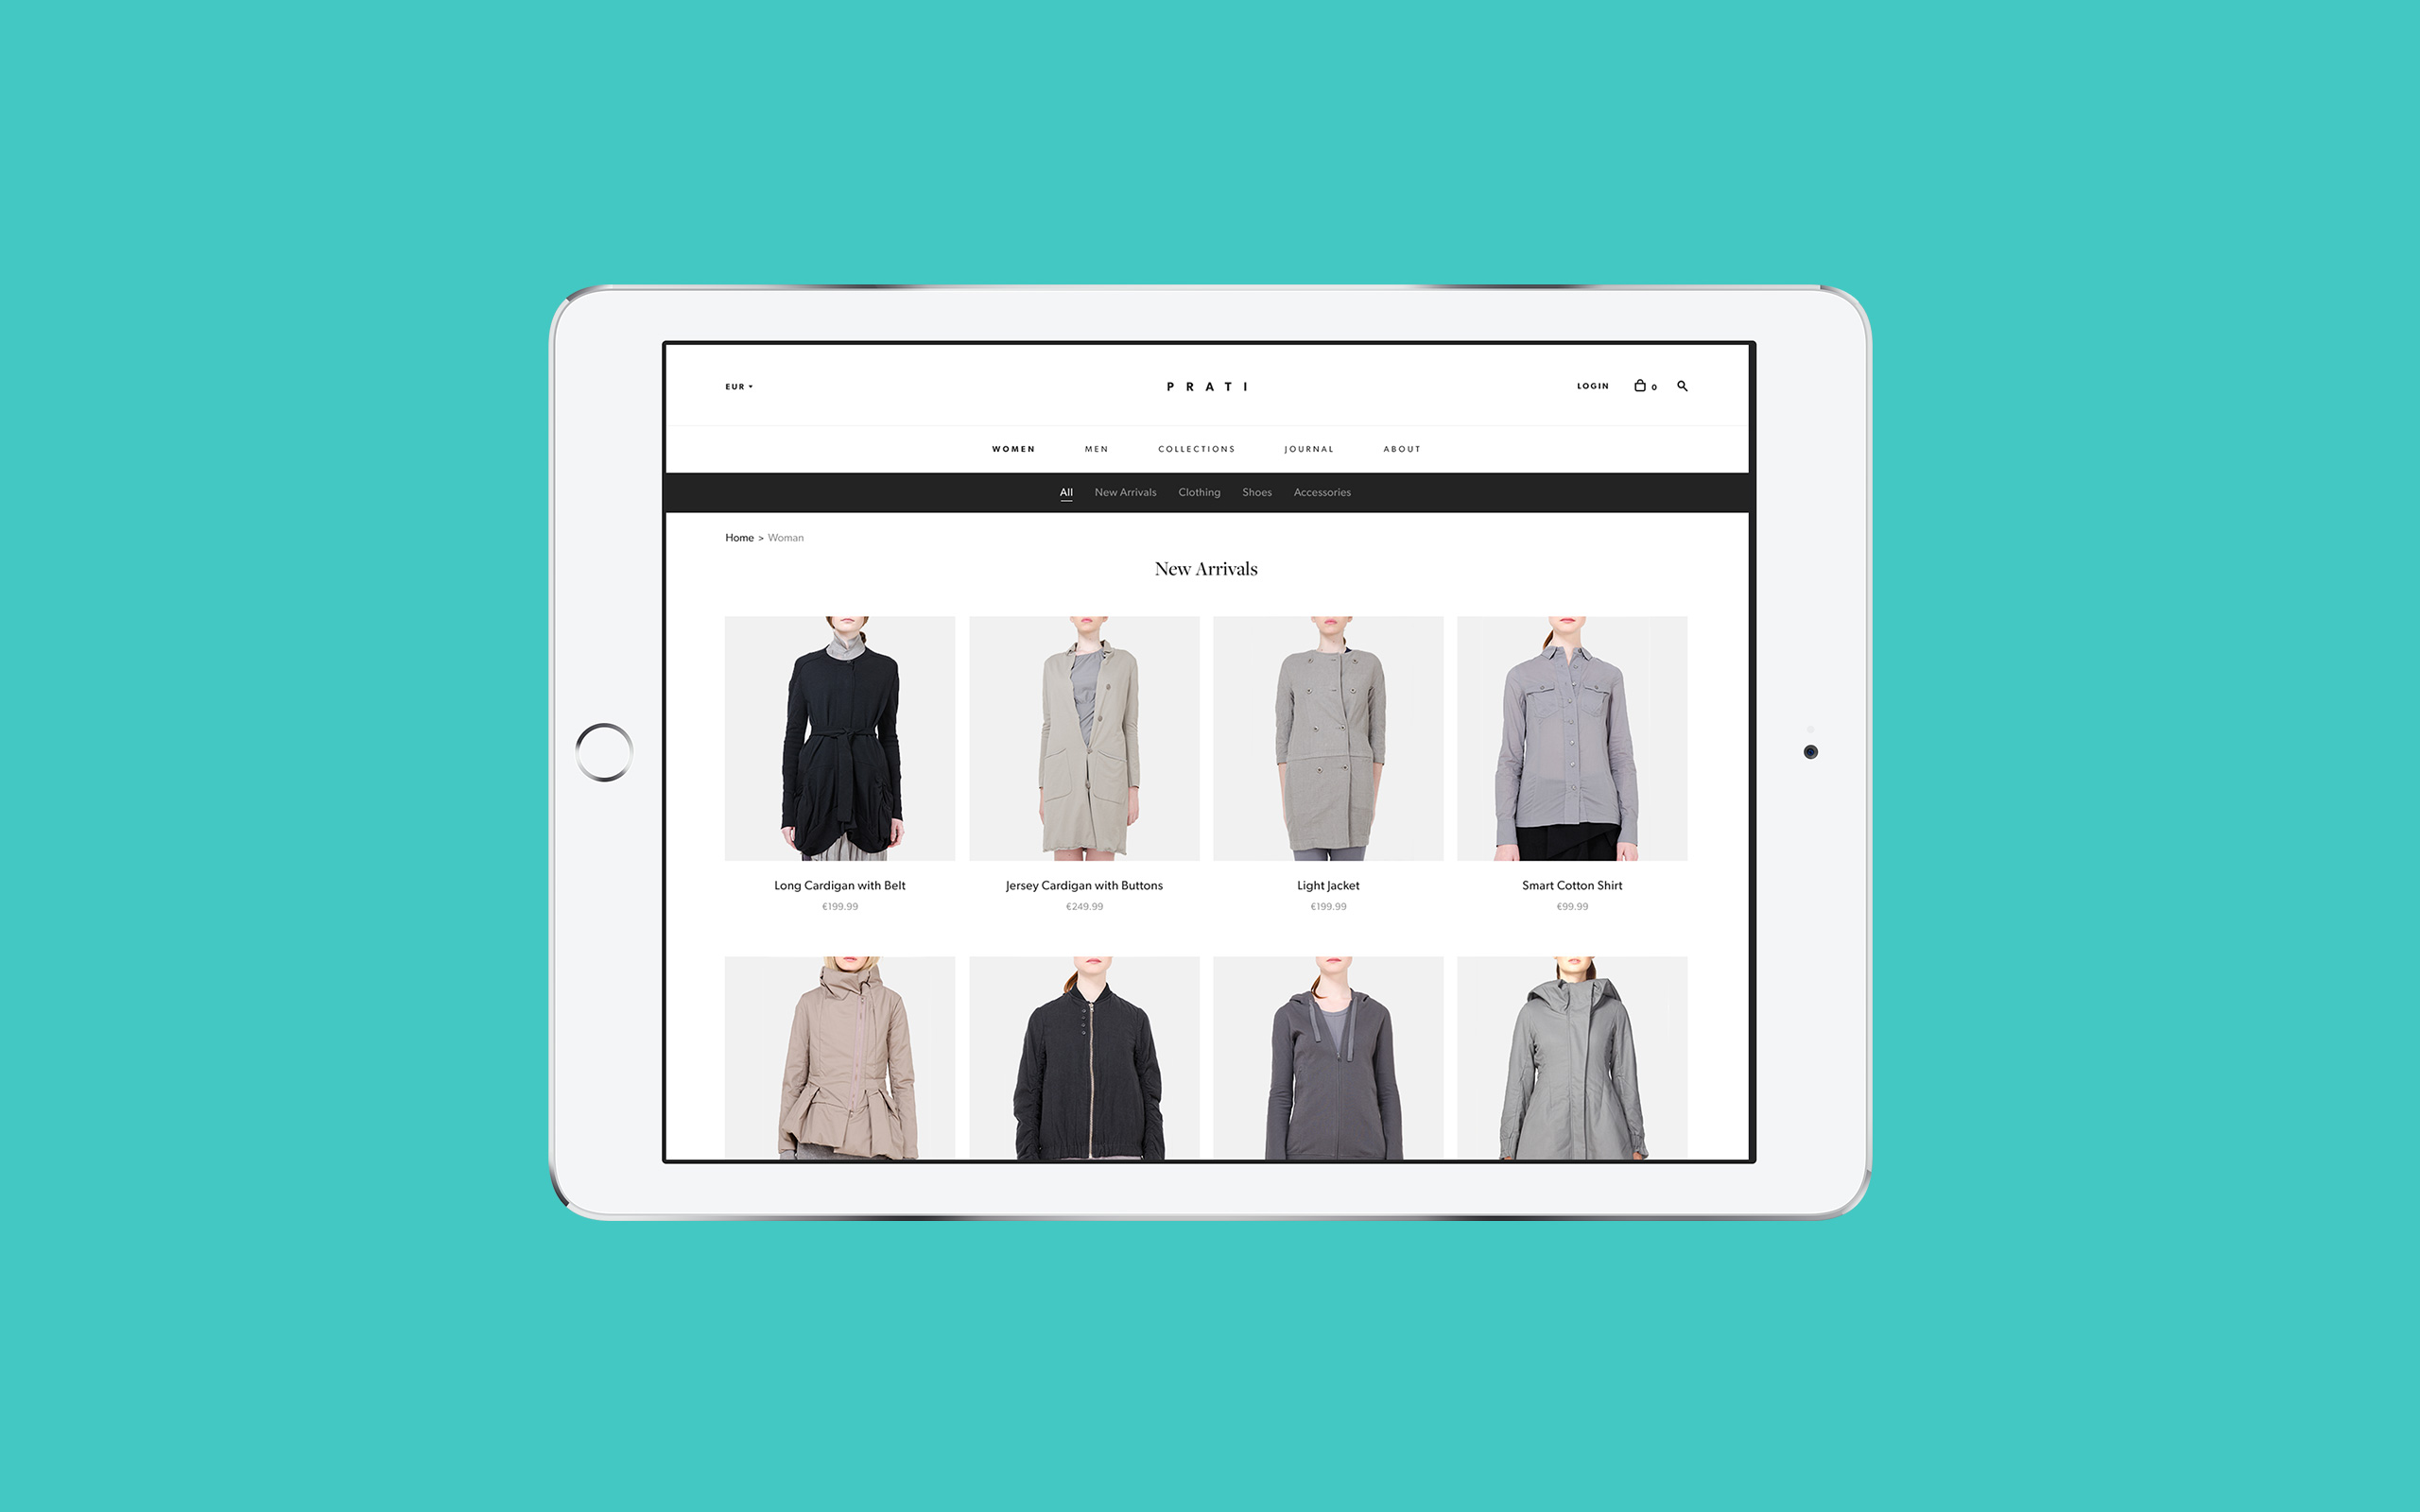 EUR
PRATI
LOGIN 0
WOMEN MEN COLLECTIONS JOURNAL ABOUT
All New Arrivals Clothing Shoes Accessories
Home > Woman
New Arrivals
Long Cardigan with Belt Jersey Cardigan with Buttons Light Jacket Smart Cotton Shirt
€199.99 €249.99 €199.99 €99.99